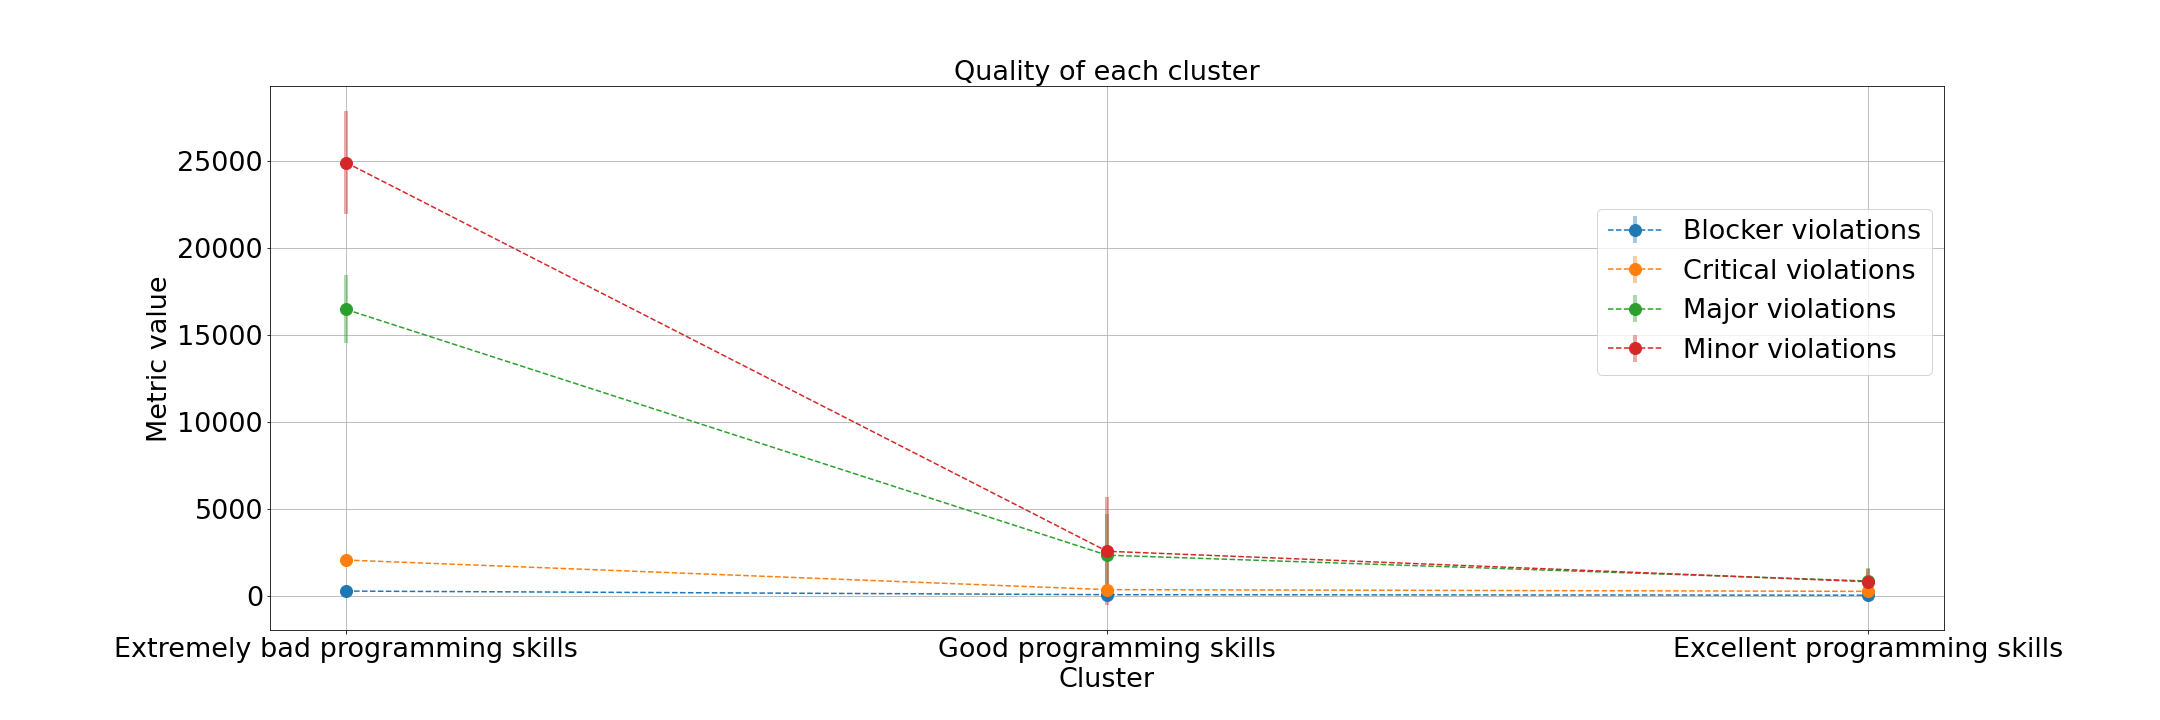 Quality of each cluster
Metric value
25000
20000
15000
10000
5000
0
Blocker violations
Critical violations
Major violations
Minor violations
Extremely bad programming skills
Good programming skills
Excellent programming skills
Cluster